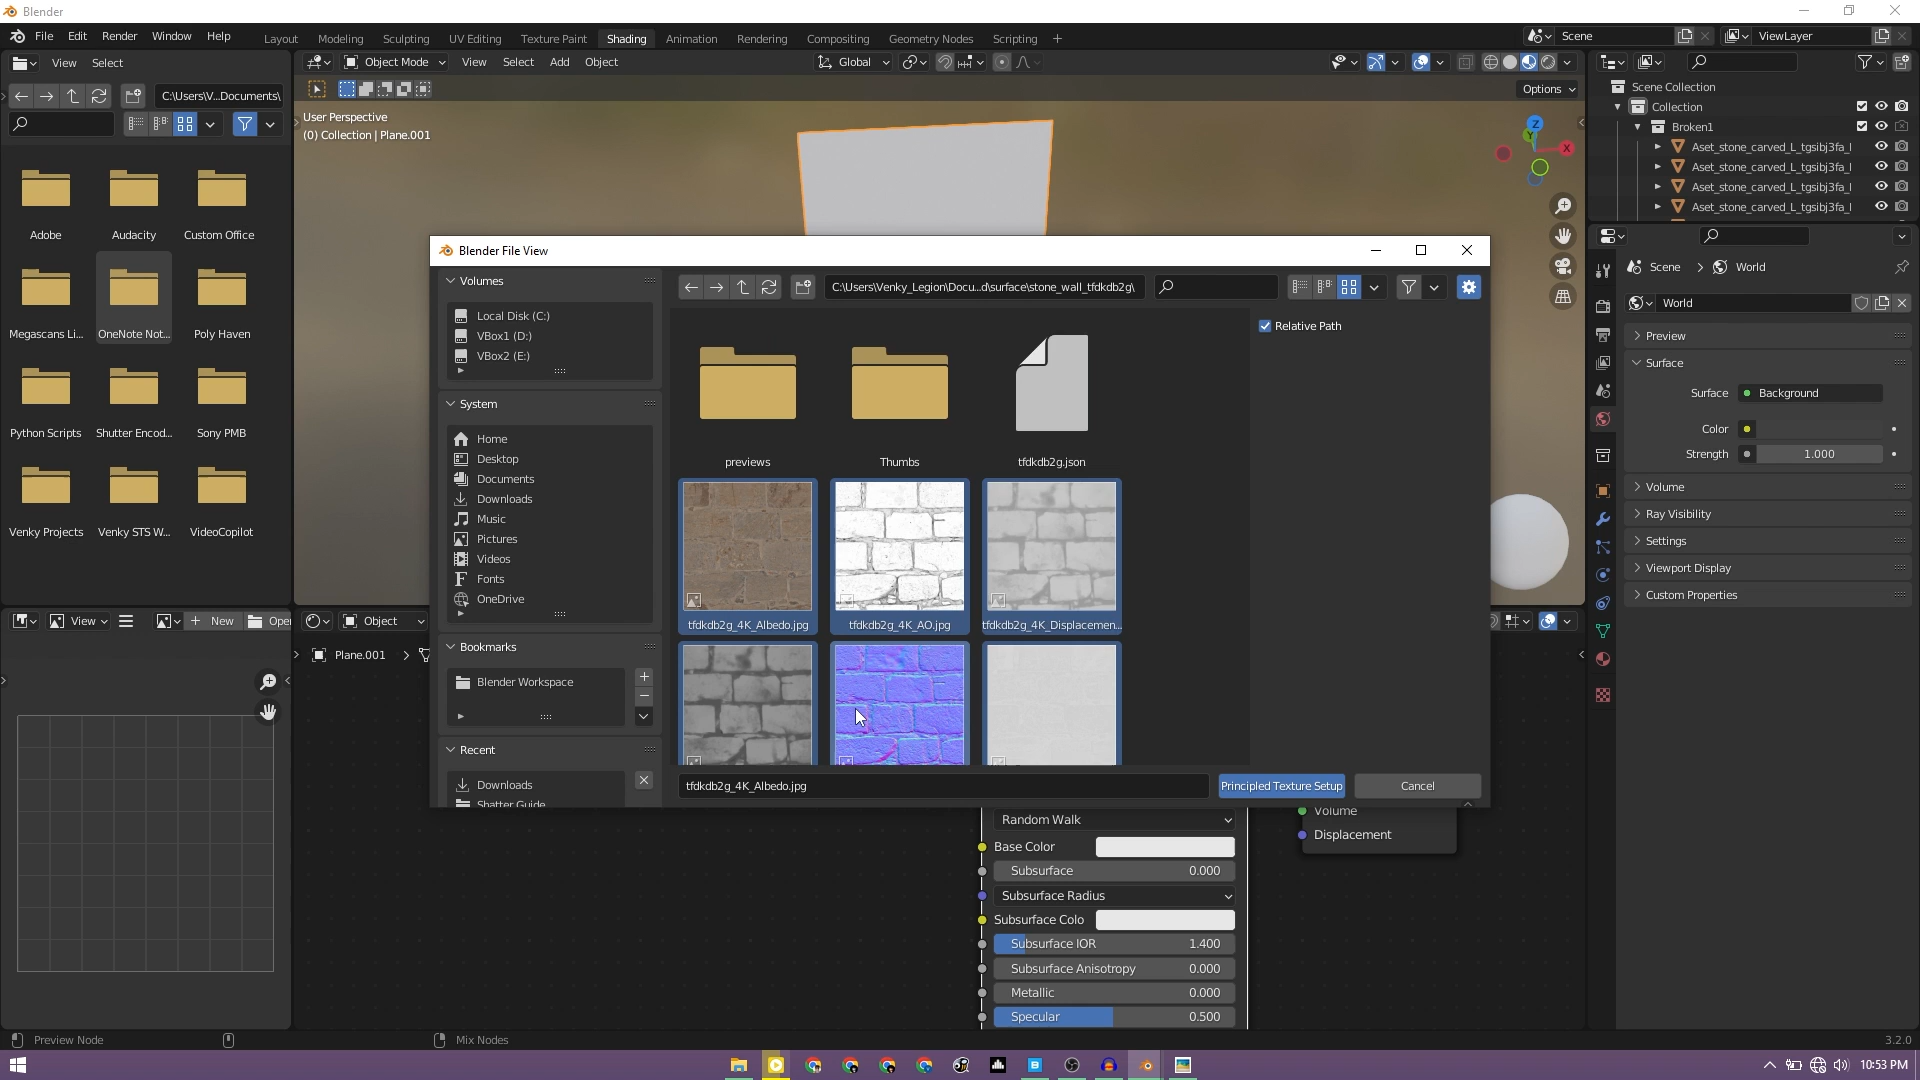 Blender
File Edit Render Window Help
Layout Modeling Sculpting UV Editing Texture Paint Shading Animation Rendering Compositing Geometry Nodes Scripting +
Scene
ViewLayer
View Select
Object Mode View Select Add Object
Global
C:\Users\V...Documents\
Options
User Perspective
(0) Collection | Plane.001
Z
Y
X
Scene Collection
Collection
Broken1
Aset_stone_carved_L_tgsibj3fa_l
Aset_stone_carved_L_tgsibj3fa_l
Aset_stone_carved_L_tgsibj3fa_l
Aset_stone_carved_L_tgsibj3fa_l
Adobe Audacity Custom Office
Megascans Li... OneNote Not... Poly Haven
Python Scripts Shutter Encod... Sony PMB
Venky Projects Venky STS W... VideoCopilot
Blender File View
Volumes
Local Disk (C:)
VBox1 (D:)
VBox2 (E:)
System
Home
Desktop
Documents
Downloads
Music
Pictures
Videos
Fonts
OneDrive
Bookmarks
Blender Workspace
Recent
Downloads
Shatter Guide
C:\Users\Venky_Legion\Docu...d\surface\stone_wall_tfdkdb2g\
Relative Path
previews Thumbs tfdkdb2g.json
tfdkdb2g_4K_Albedo.jpg tfdkdb2g_4K_AO.jpg tfdkdb2g_4K_Displacemen...
tfdkdb2g_4K_Albedo.jpg
Principled Texture Setup Cancel
Scene > World
World
Preview
Surface
Surface Background
Color
Strength 1.000
Volume
Ray Visibility
Settings
Viewport Display
Custom Properties
View + New Open
Object
Plane.001
Random Walk
Base Color
Subsurface 0.000
Subsurface Radius
Subsurface Colo
Subsurface IOR 1.400
Subsurface Anisotropy 0.000
Metallic 0.000
Specular 0.500
Volume
Displacement
Preview Node
Mix Nodes
3.2.0
10:53 PM